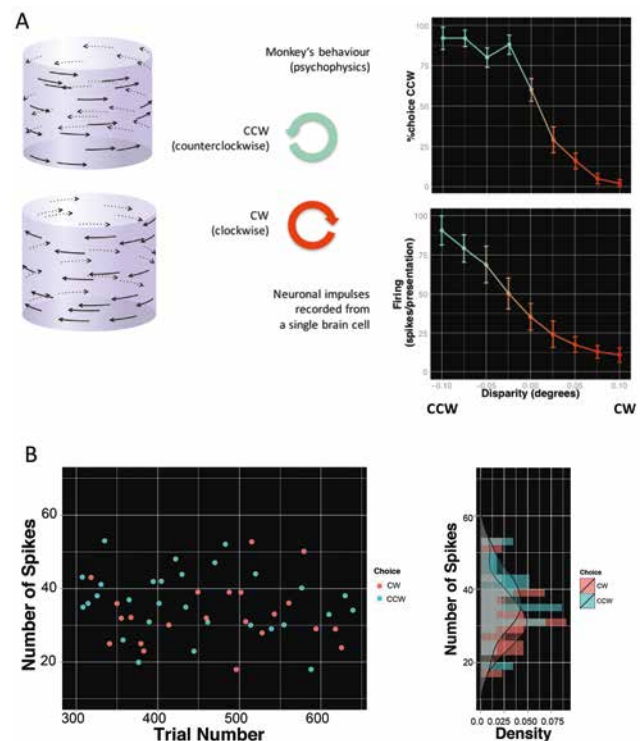 A
Monkey's behaviour
(psychophysics)
CCW
(counterclockwise)
CW
(clockwise)
Neuronal impulses
recorded from
a single brain cell
%choice CCW
100
75
50
25
0
Firing
(spikes/presentation)
100
75
50
25
0
−0.10
−0.05
0.00
0.05
0.10
Disparity (degrees)
CCW
CW
B
Number of Spikes
60
40
20
300
400
500
600
Trial Number
Choice
CW
CCW
Number of Spikes
60
40
20
0.0
0.025
0.050
0.075
Density
Choice
CW
CCW